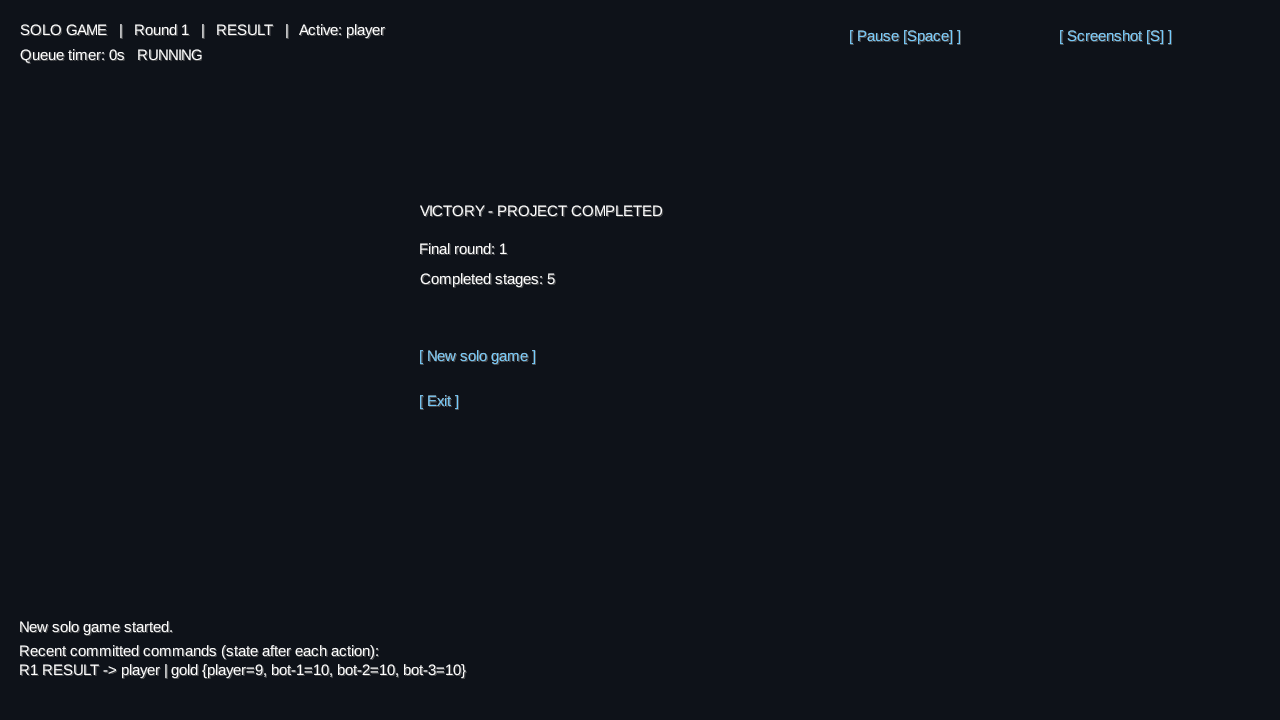 SOLO GAME | Round 1 | RESULT | Active: player
Queue timer: 0s RUNNING
[ Pause [Space] ]
[ Screenshot [S] ]
VICTORY - PROJECT COMPLETED
Final round: 1
Completed stages: 5
[ New solo game ]
[ Exit ]
New solo game started.
Recent committed commands (state after each action):
R1 RESULT -> player | gold {player=9, bot-1=10, bot-2=10, bot-3=10}